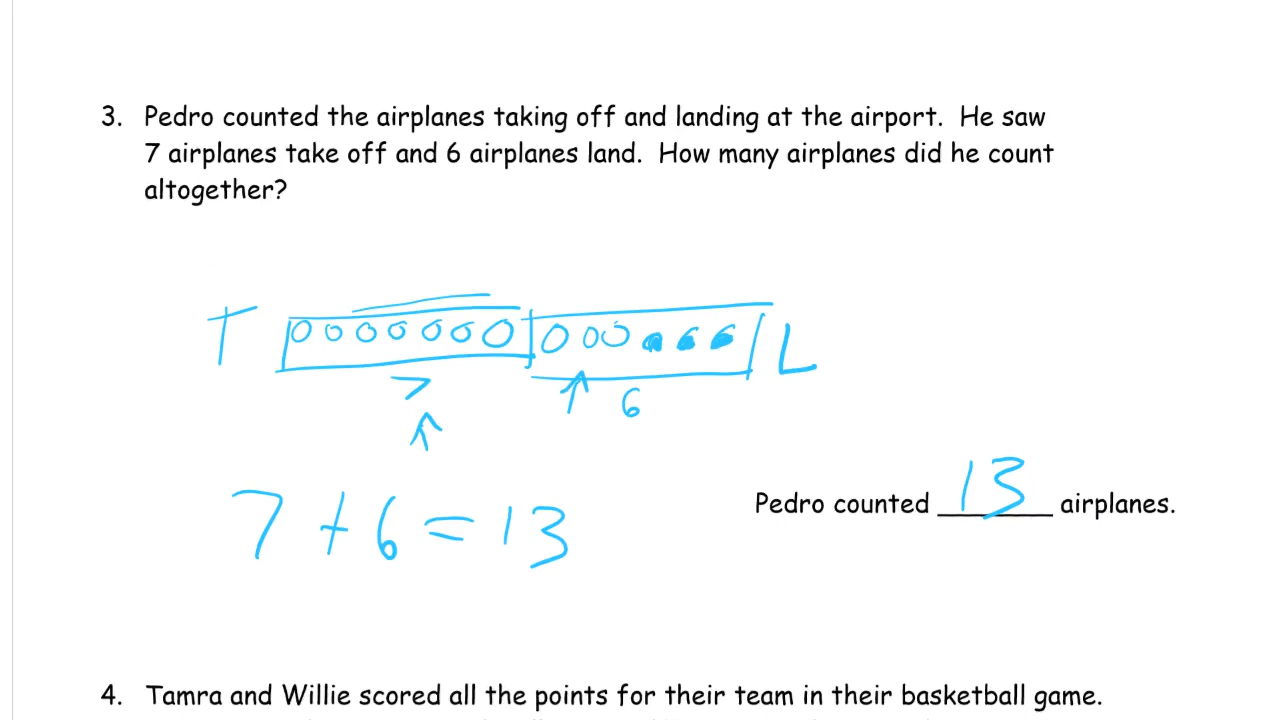 3. Pedro counted the airplanes taking off and landing at the airport. He saw
7 airplanes take off and 6 airplanes land. How many airplanes did he count
altogether?
T L
7 6
7 + 6 = 13
Pedro counted 13 airplanes.
4. Tamra and Willie scored all the points for their team in their basketball game.